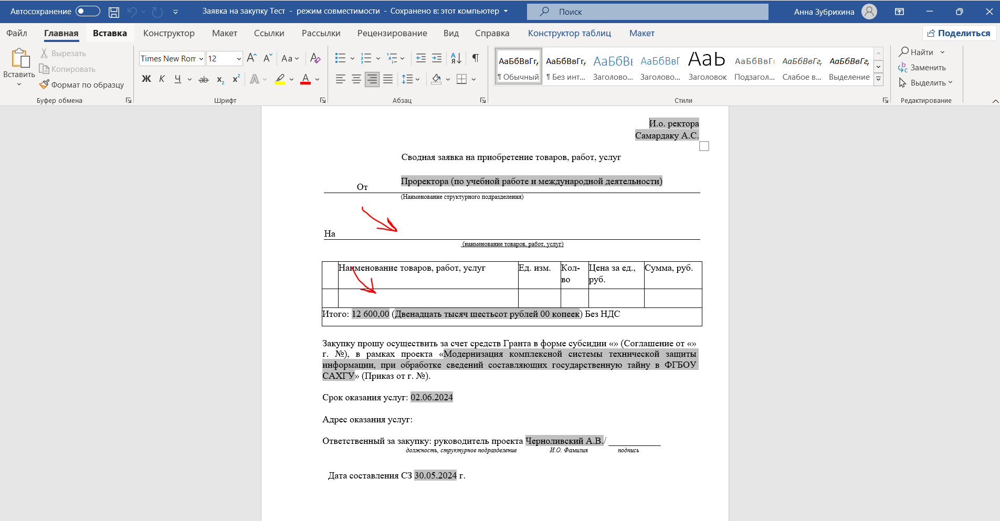 Автосохранение
Заявка на закупку Тест - режим совместимости - Сохранено в: этот компьютер
Поиск
Анна Зубрихина
Файл Главная Вставка Конструктор Макет Ссылки Рассылки Рецензирование Вид Справка Конструктор таблиц Макет Поделиться
Вставить
Вырезать
Копировать
Формат по образцу
Буфер обмена
Times New Rom 12
Ж К Ч ab x₂ x²
Шрифт
Абзац
АаБбВвГг, АаБбВвГг, АаБбВв АаБбВвГ АаЬ АаБбВвГг АаБбВвГг, АаБбВвГг,
¶ Обычный ¶ Без инт... Заголово... Заголово... Заголовок Подзагол... Слабое в... Выделение
Стили
Найти
Заменить
Выделить
Редактирование
И.о. ректора
Самардаку А.С.
Сводная заявка на приобретение товаров, работ, услуг
От Проректора (по учебной работе и международной деятельности)
(Наименование структурного подразделения)
На
(наименование товаров, работ, услуг)
Наименование товаров, работ, услуг Ед. изм. Кол-во Цена за ед., руб. Сумма, руб.
Итого: 12 600,00 (Двенадцать тысяч шестьсот рублей 00 копеек) Без НДС
Закупку прошу осуществить за счет средств Гранта в форме субсидии «» (Соглашение от «»
г. №), в рамках проекта «Модернизация комплексной системы технической защиты
информации, при обработке сведений составляющих государственную тайну в ФГБОУ
САХГУ» (Приказ от г. №).
Срок оказания услуг: 02.06.2024
Адрес оказания услуг:
Ответственный за закупку: руководитель проекта Черноливский А.В./ ___________
должность, структурное подразделение И.О. Фамилия подпись
Дата составления СЗ 30.05.2024 г.